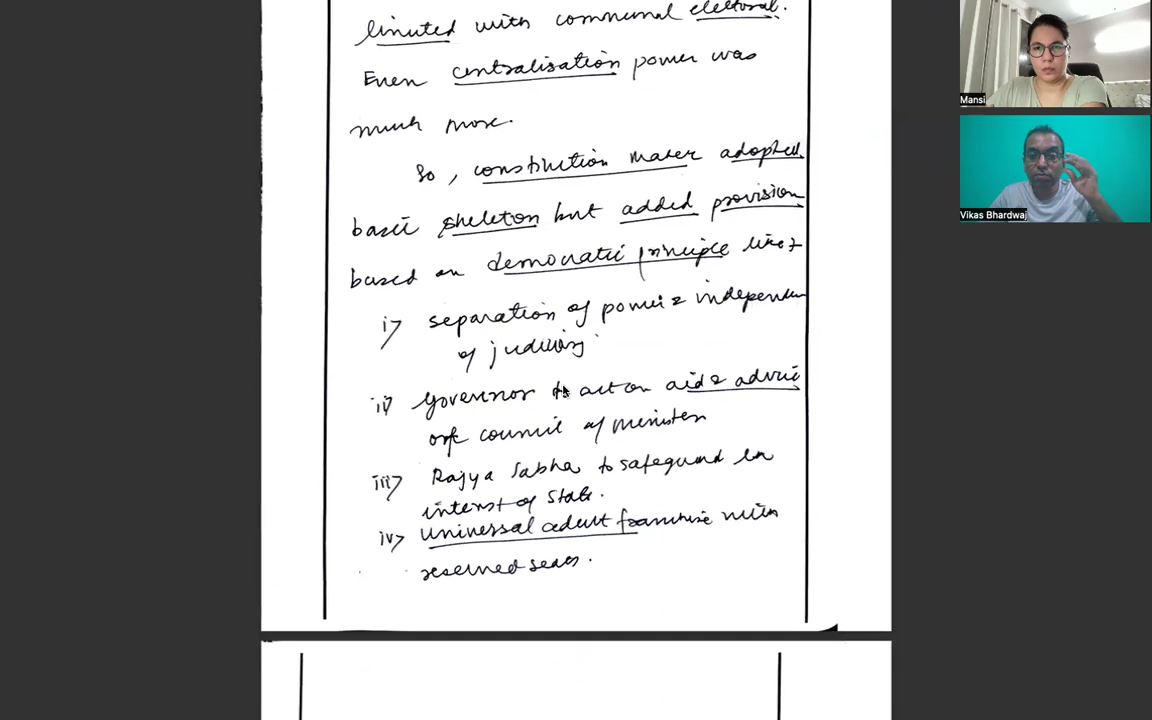 limited with communal electoral.
Even centralisation power was
much more.
So, constitution maker adopted
basic skeleton but added provision
based on democratic principle like
i) separation of power & independen
of judiciary
ii) Governor to act on aid & advice
of council of minister
iii) Rajya Sabha to safeguard
interst of State.
iv) Universal adult franchise with
reserved seats.
Mansi
Vikas Bhardwaj